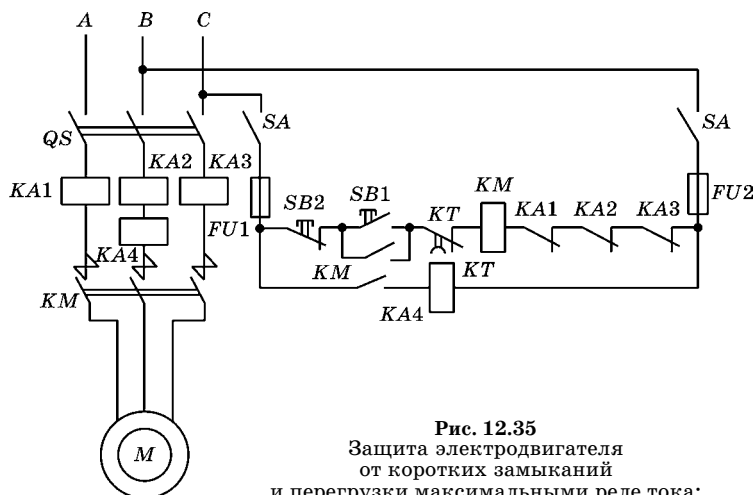 A B C
SA SA
QS
KA2 KA3
KA1 SB2 SB1 KT KM KA1 KA2 KA3 FU2
FU1
KA4 KM KT
KM KA4
M
Рис. 12.35
Защита электродвигателя
от коротких замыканий
и перегрузки максимальными реле тока: